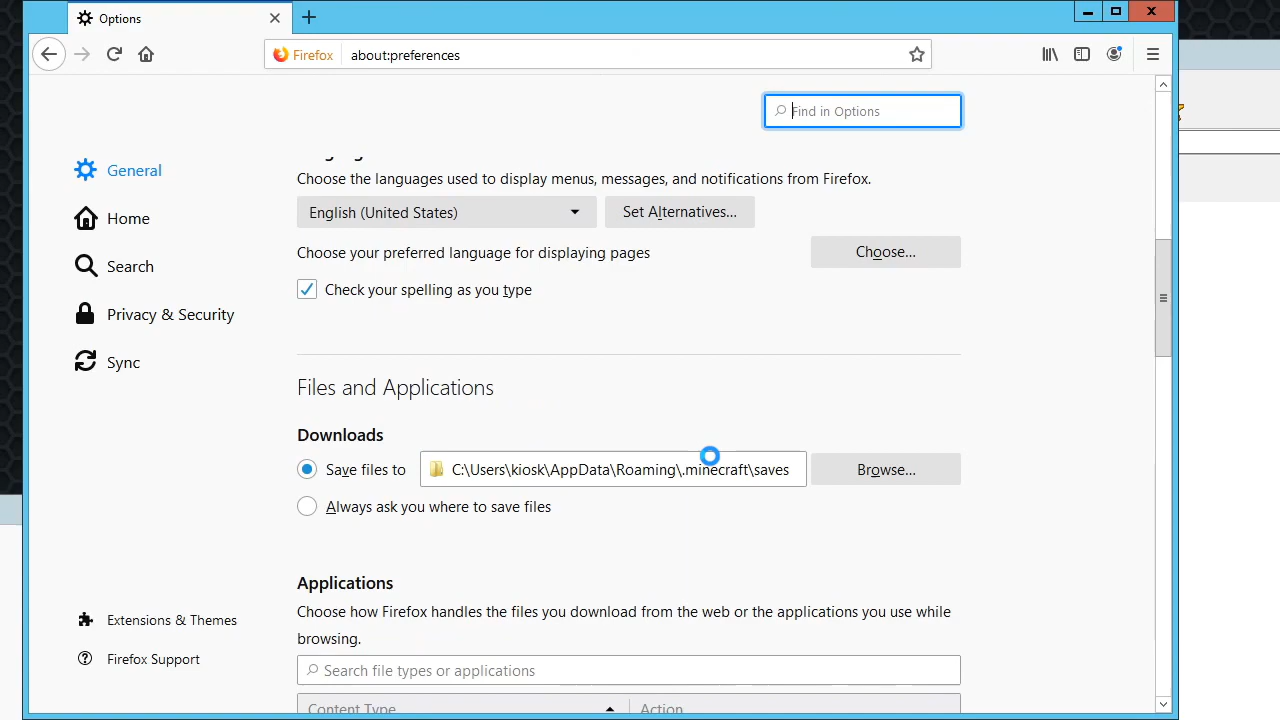 Options
Firefox
about:preferences
Find in Options
General
Home
Search
Privacy & Security
Sync
Extensions & Themes
Firefox Support
Choose the languages used to display menus, messages, and notifications from Firefox.
English (United States)
Set Alternatives...
Choose your preferred language for displaying pages
Choose...
Check your spelling as you type
Files and Applications
Downloads
Save files to
C:\Users\kiosk\AppData\Roaming\.minecraft\saves
Browse...
Always ask you where to save files
Applications
Choose how Firefox handles the files you download from the web or the applications you use while
browsing.
Search file types or applications
Content Type
Action